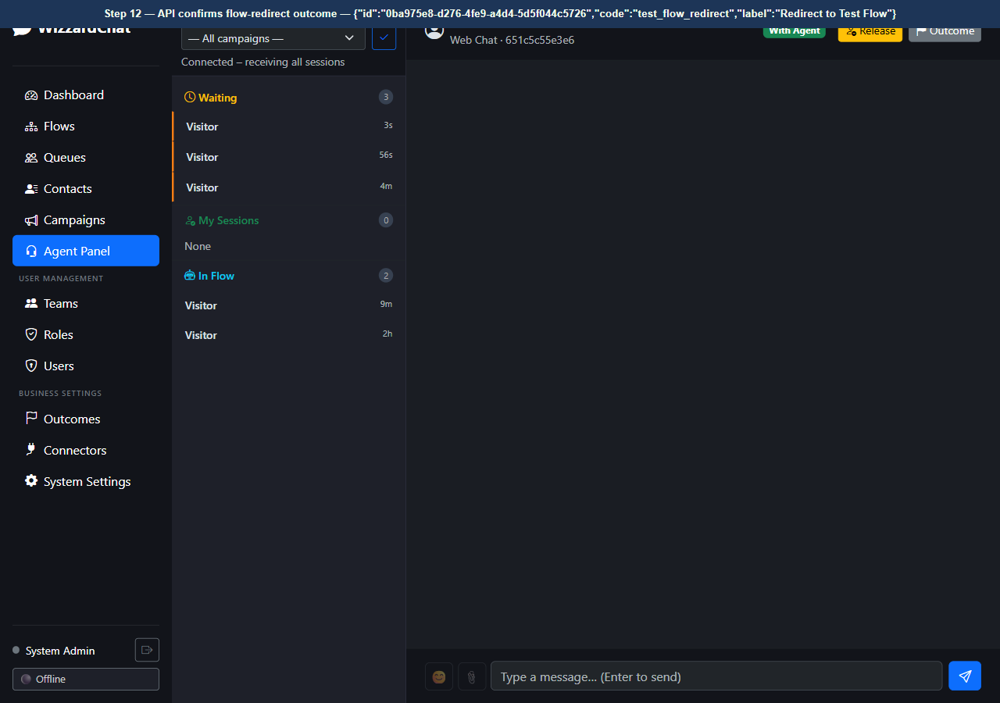 Step 12 — API confirms flow-redirect outcome — {"id":"0ba975e8-d276-4fe9-a4d4-5d5f044c5726","code":"test_flow_redirect","label":"Redirect to Test Flow"}
WizzardChat
Dashboard
Flows
Queues
Contacts
Campaigns
Agent Panel
USER MANAGEMENT
Teams
Roles
Users
BUSINESS SETTINGS
Outcomes
Connectors
System Settings
System Admin
Offline
— All campaigns —
Connected – receiving all sessions
Waiting 3
Visitor 3s
Visitor 56s
Visitor 4m
My Sessions 0
None
In Flow 2
Visitor 9m
Visitor 2h
Web Chat · 651c5c55e3e6
With Agent
Release
Outcome
Type a message... (Enter to send)